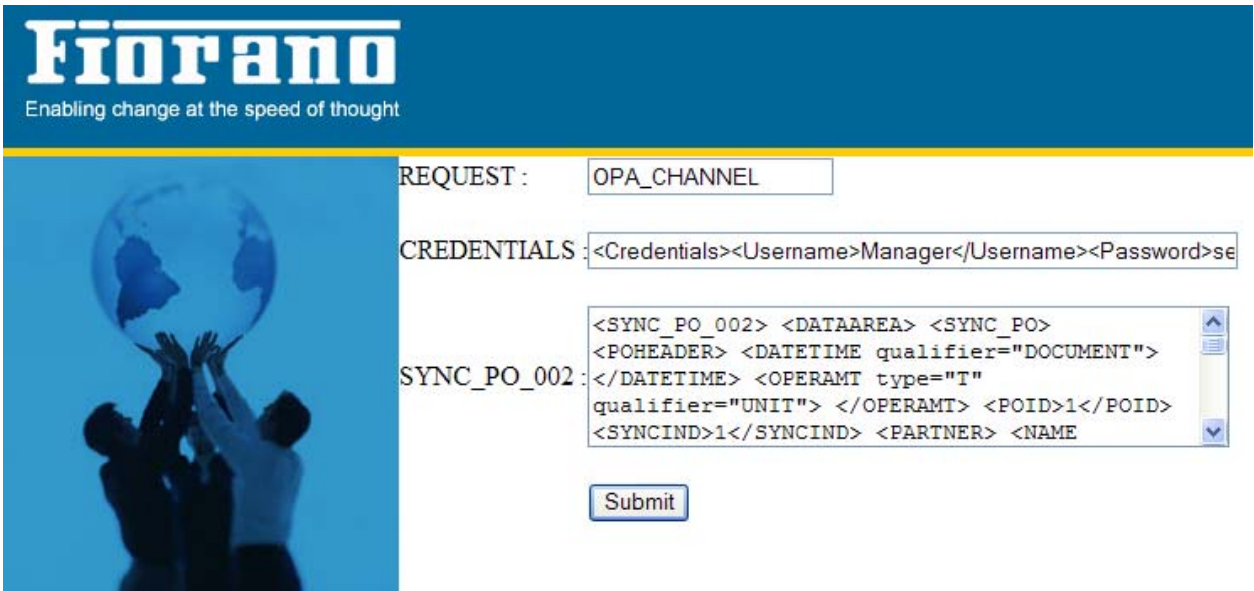 Fiorano
Enabling change at the speed of thought
REQUEST : OPA_CHANNEL
CREDENTIALS : <Credentials><Username>Manager</Username><Password>se
SYNC_PO_002 :
<SYNC_PO_002> <DATAAREA> <SYNC_PO>
<POHEADER> <DATETIME qualifier="DOCUMENT">
</DATETIME> <OPERAMT type="T"
qualifier="UNIT"> </OPERAMT> <POID>1</POID>
<SYNCIND>1</SYNCIND> <PARTNER> <NAME
Submit